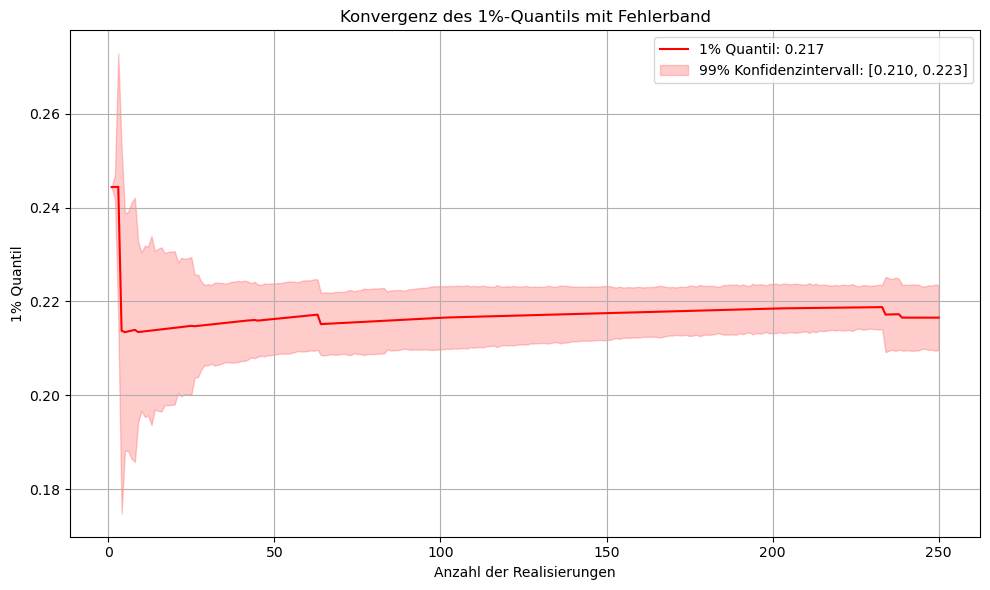 Konvergenz des 1%-Quantils mit Fehlerband
1% Quantil: 0.217
99% Konfidenzintervall: [0.210, 0.223]
1% Quantil
0.26
0.24
0.22
0.20
0.18
0
50
100
150
200
250
Anzahl der Realisierungen